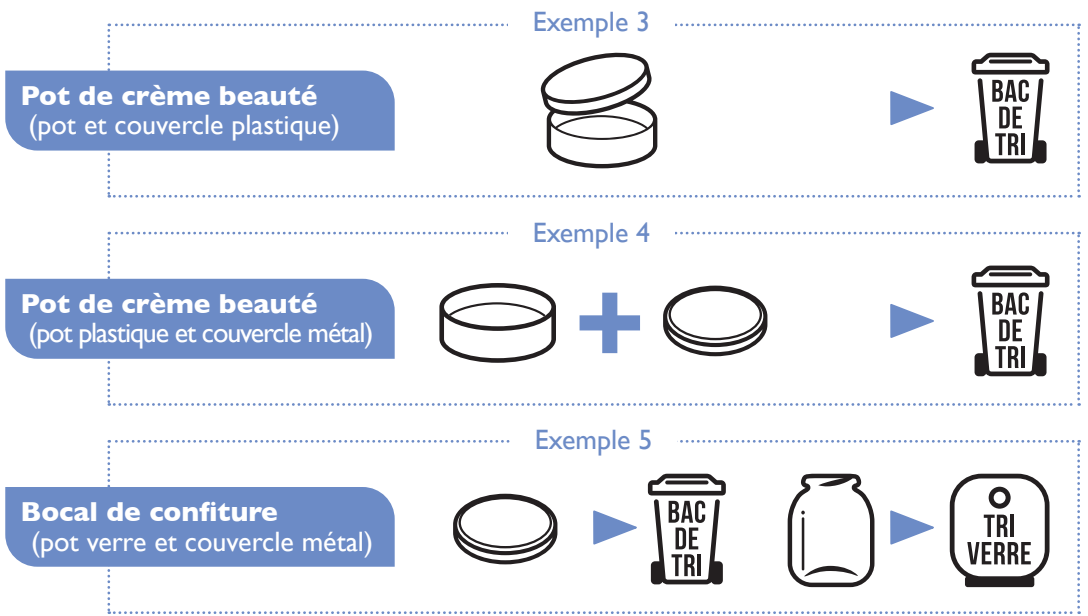 Exemple 3
Pot de crème beauté
(pot et couvercle plastique)
BAC
DE
TRI
Exemple 4
Pot de crème beauté
(pot plastique et couvercle métal)
BAC
DE
TRI
Exemple 5
Bocal de confiture
(pot verre et couvercle métal)
BAC
DE
TRI
TRI
VERRE